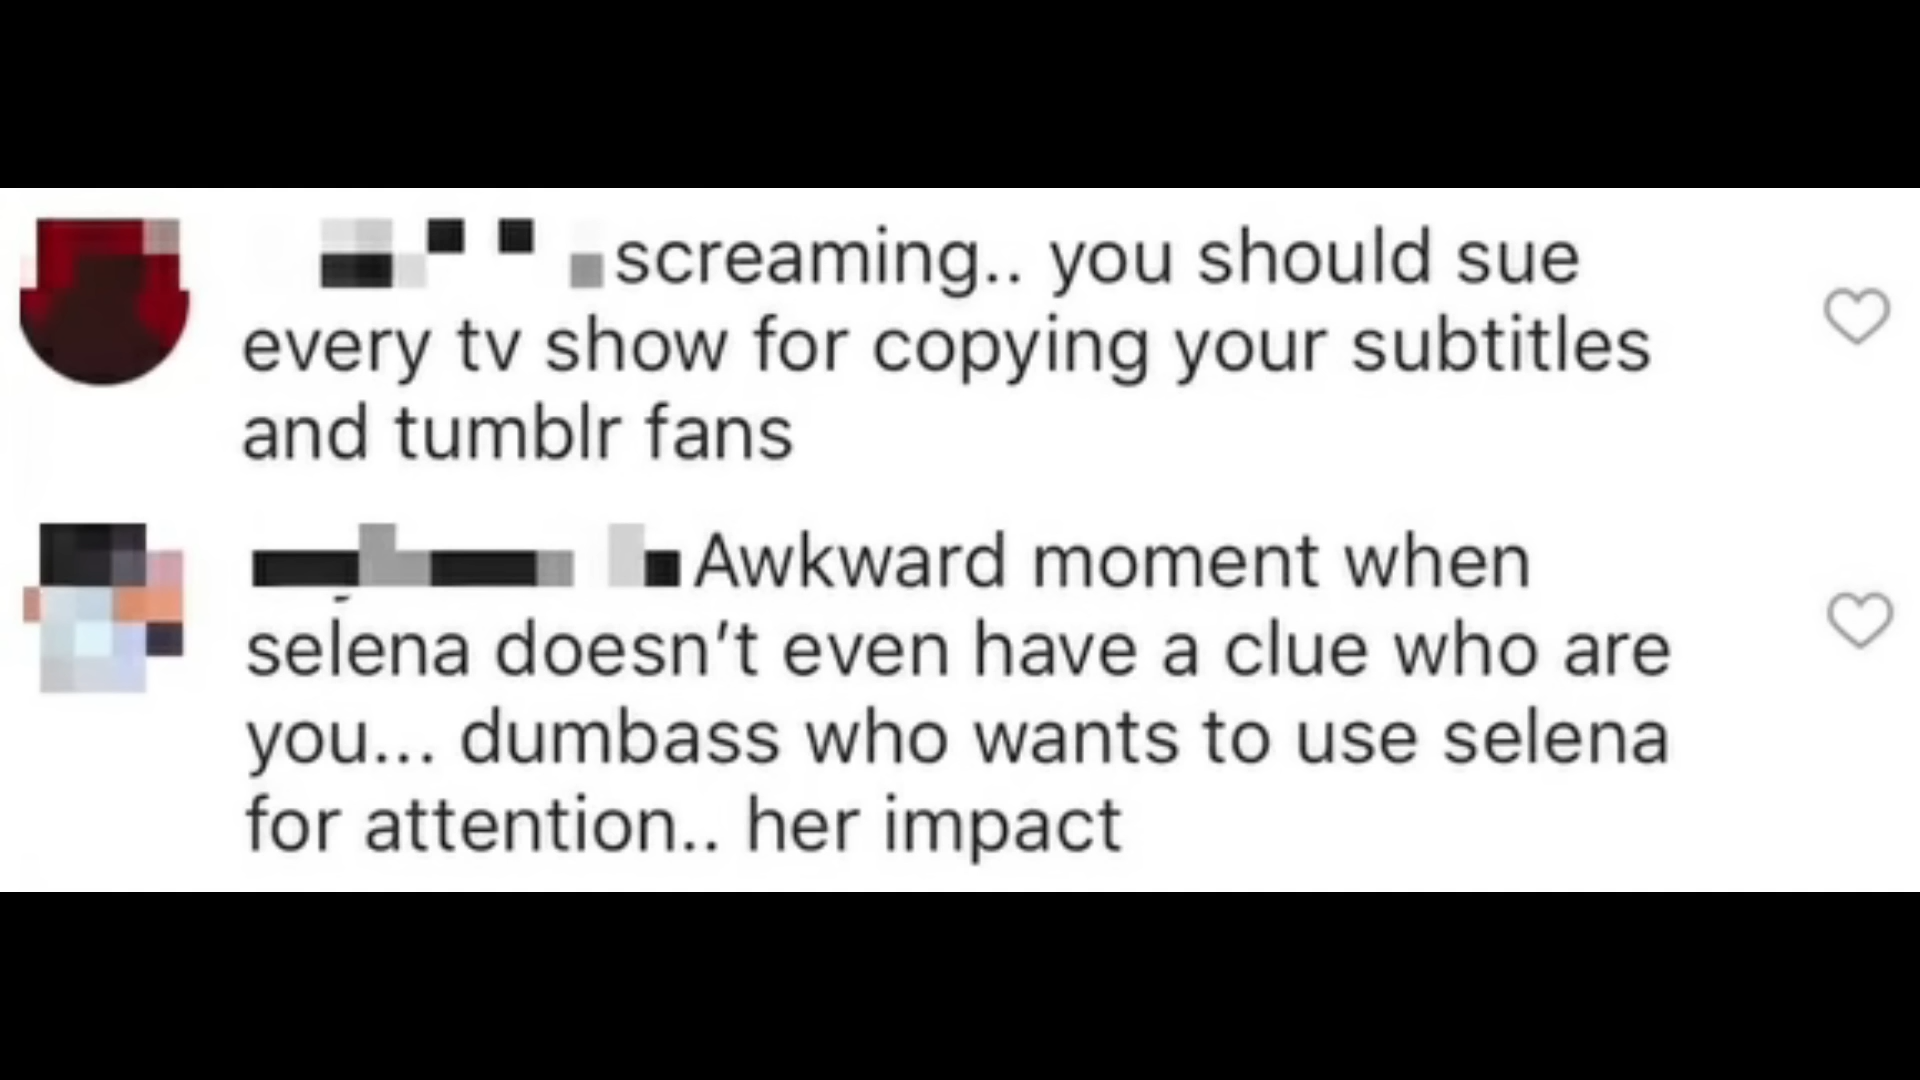 screaming.. you should sue
every tv show for copying your subtitles
and tumblr fans
Awkward moment when
selena doesn't even have a clue who are
you... dumbass who wants to use selena
for attention.. her impact